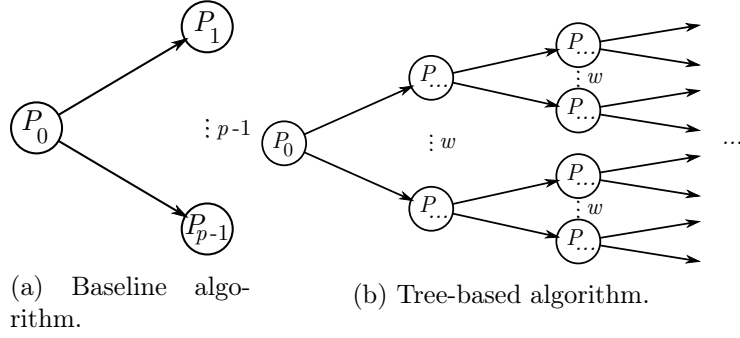 P1
P0
⋮ p-1
Pp-1
(a) Baseline algo-
rithm.
P0
P...
⋮ w
P...
P...
⋮ w
P...
P...
⋮ w
P...
...
(b) Tree-based algorithm.